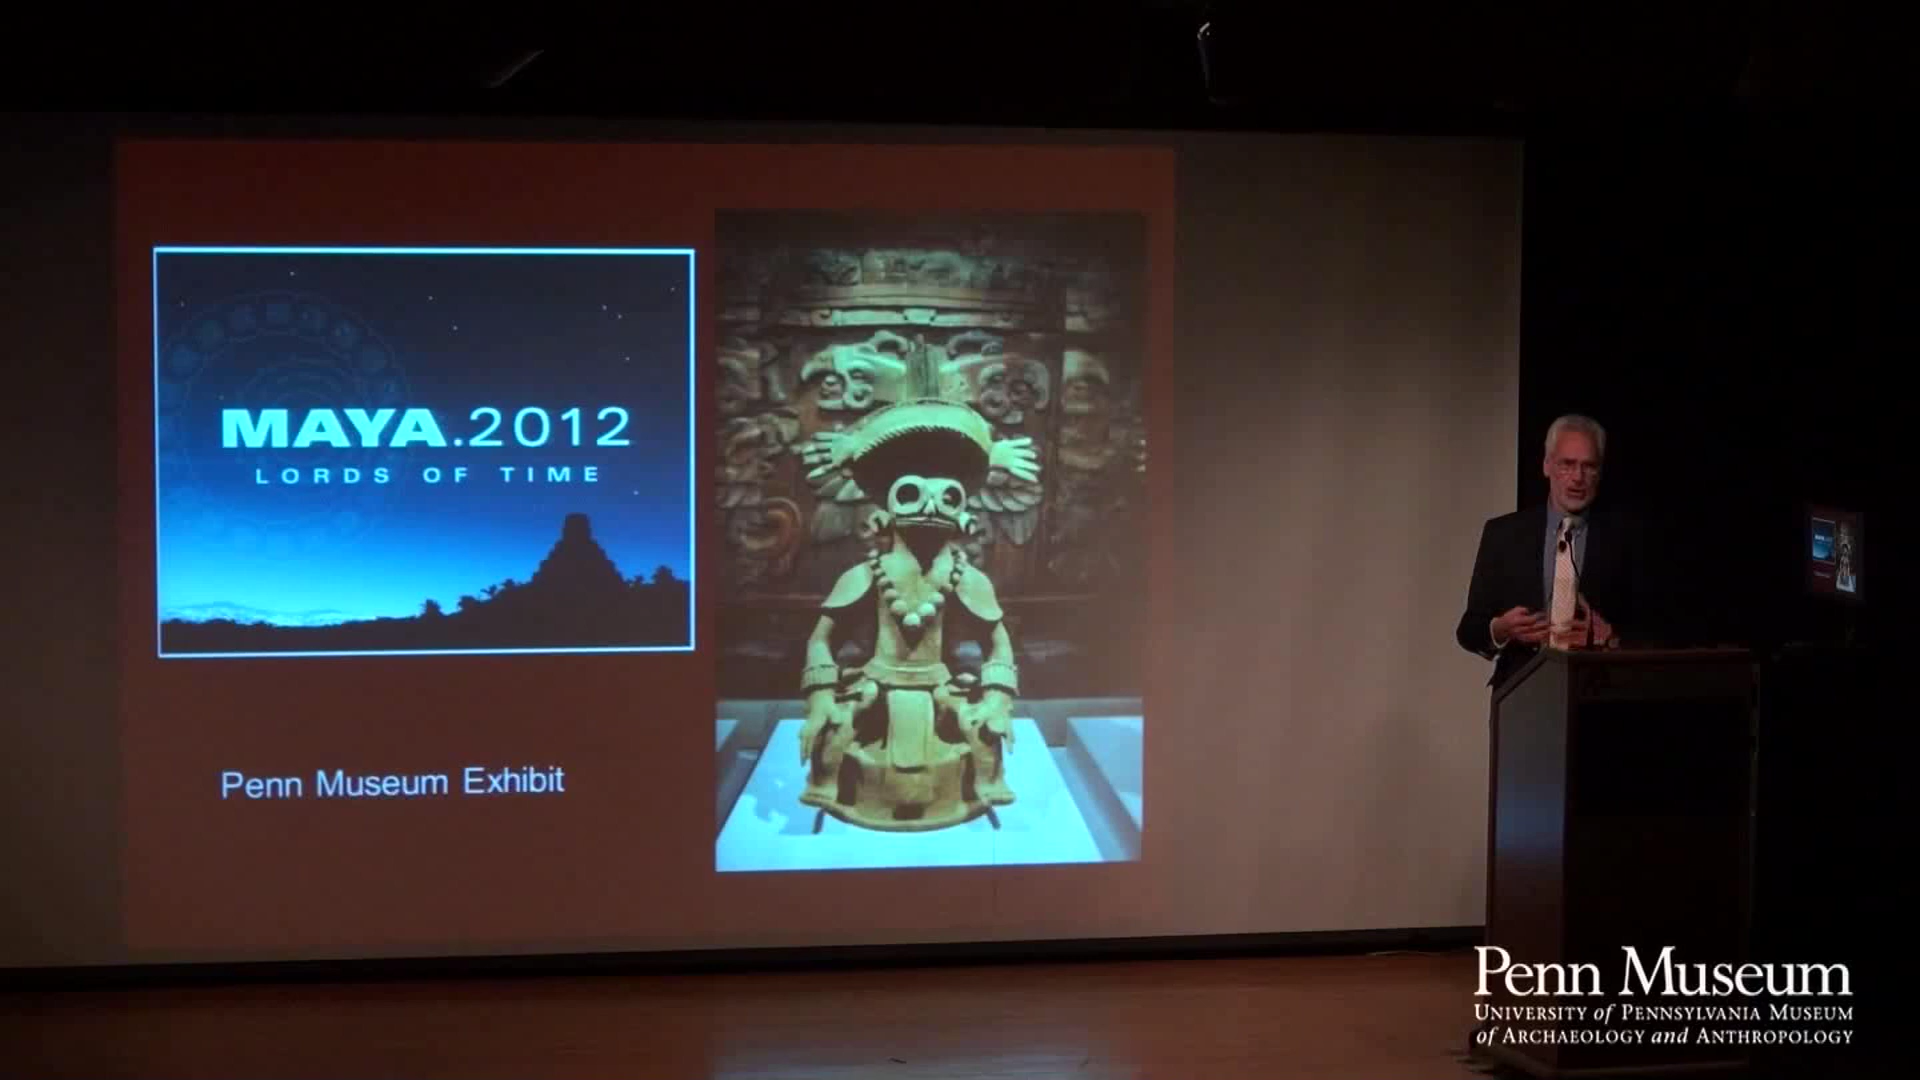 MAYA.2012
LORDS OF TIME
Penn Museum Exhibit
Penn Museum
University of Pennsylvania Museum
of Archaeology and Anthropology